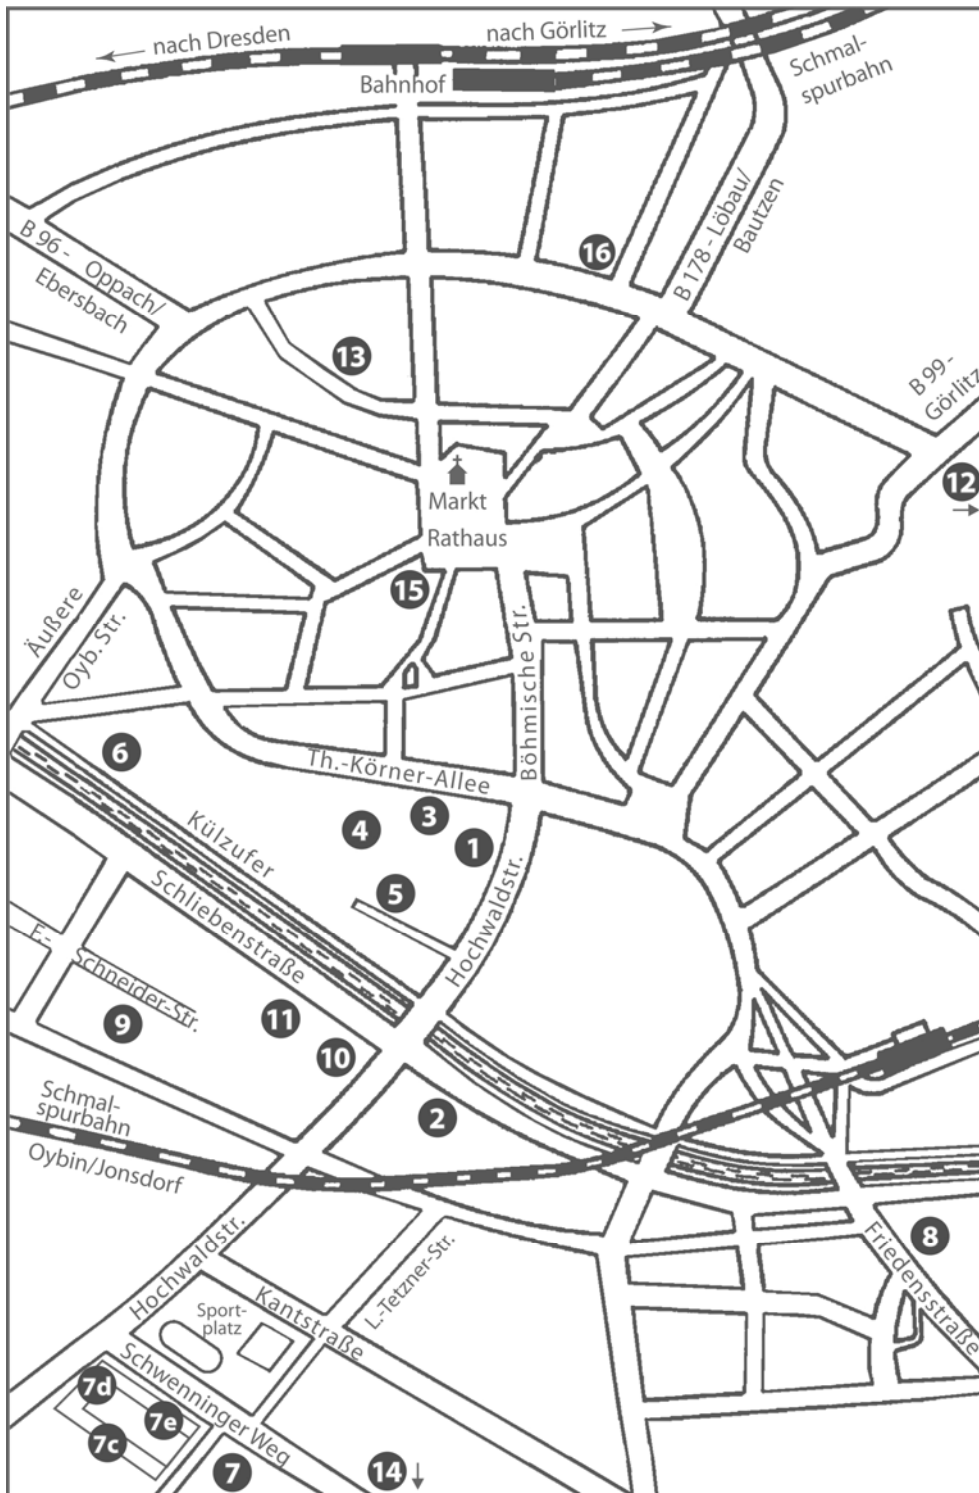 ← nach Dresden
nach Görlitz →
Bahnhof
Schmal-
spurbahn
B 96 - Oppach/
Ebersbach
16
B 178 - Löbau/
Bautzen
13
B 99 -
Görlitz
12
→
Markt
Rathaus
15
Äußere
Oyb. Str.
Böhmische Str.
6
Th.-Körner-Allee
3
4
1
Külzufer
5
Schliebenstraße
Hochwaldstr.
F.-
Schneider-Str.
9
11
10
Schmal-
spurbahn
2
Oybin/Jonsdorf
8
Friedensstraße
Hochwaldstr.
L.-Tetzner-Str.
Kantstraße
Sport-
platz
Schwenninger Weg
7d
7e
7c
7
14 ↓